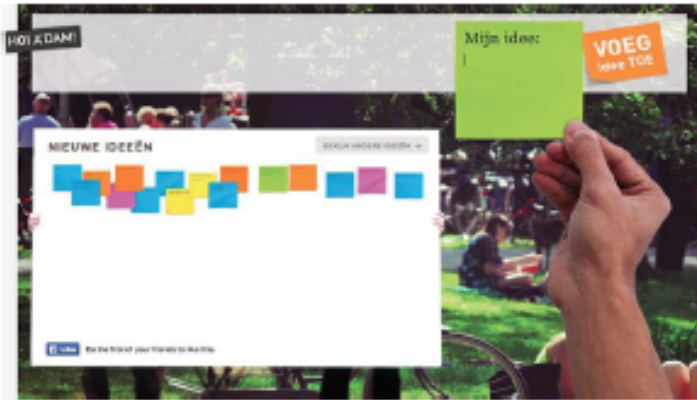 HOI A'DAM!
Mijn idee:
VOEG
idee TOE
NIEUWE IDEEËN
BEKIJK ANDERE IDEEËN
Like
Be the first of your friends to like this.